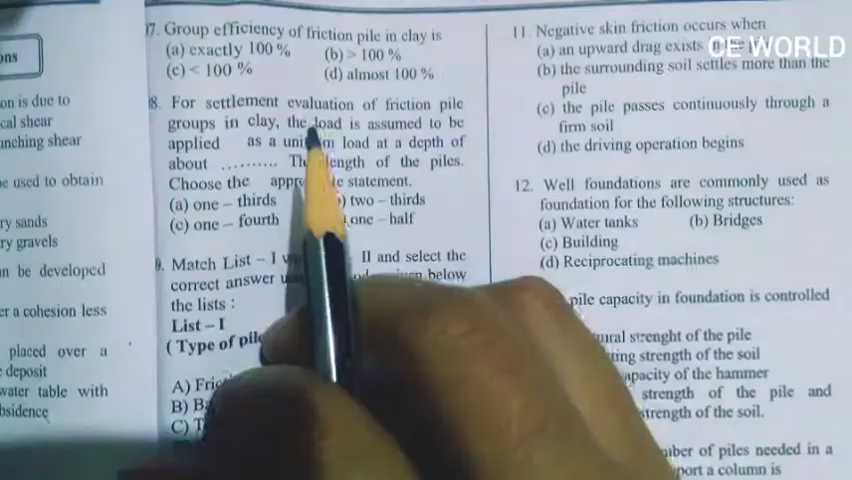 ons
on is due to
cal shear
unching shear
e used to obtain
ry sands
ry gravels
an be developed
er a cohesion less
placed over a
deposit
water table with
bsidence
7. Group efficiency of friction pile in clay is
(a) exactly 100 % (b) > 100 %
(c) < 100 % (d) almost 100 %
8. For settlement evaluation of friction pile
groups in clay, the load is assumed to be
applied as a uni m load at a depth of
about .......... Th length of the piles.
Choose the appr te statement.
(a) one – thirds ) two – thirds
(c) one – fourth one – half
9. Match List – I II and select the
correct answer below
the lists :
List – I
( Type of pil
A) Fric
B) Ba
C) T
11. Negative skin friction occurs when
(a) an upward drag exists
CE WORLD
(b) the surrounding soil settles more than the
pile
(c) the pile passes continuously through a
firm soil
(d) the driving operation begins
12. Well foundations are commonly used as
foundation for the following structures:
(a) Water tanks (b) Bridges
(c) Building
(d) Reciprocating machines
pile capacity in foundation is controlled
ural strenght of the pile
ring strength of the soil
apacity of the hammer
strength of the pile and
strength of the soil.
mber of piles needed in a
port a column is